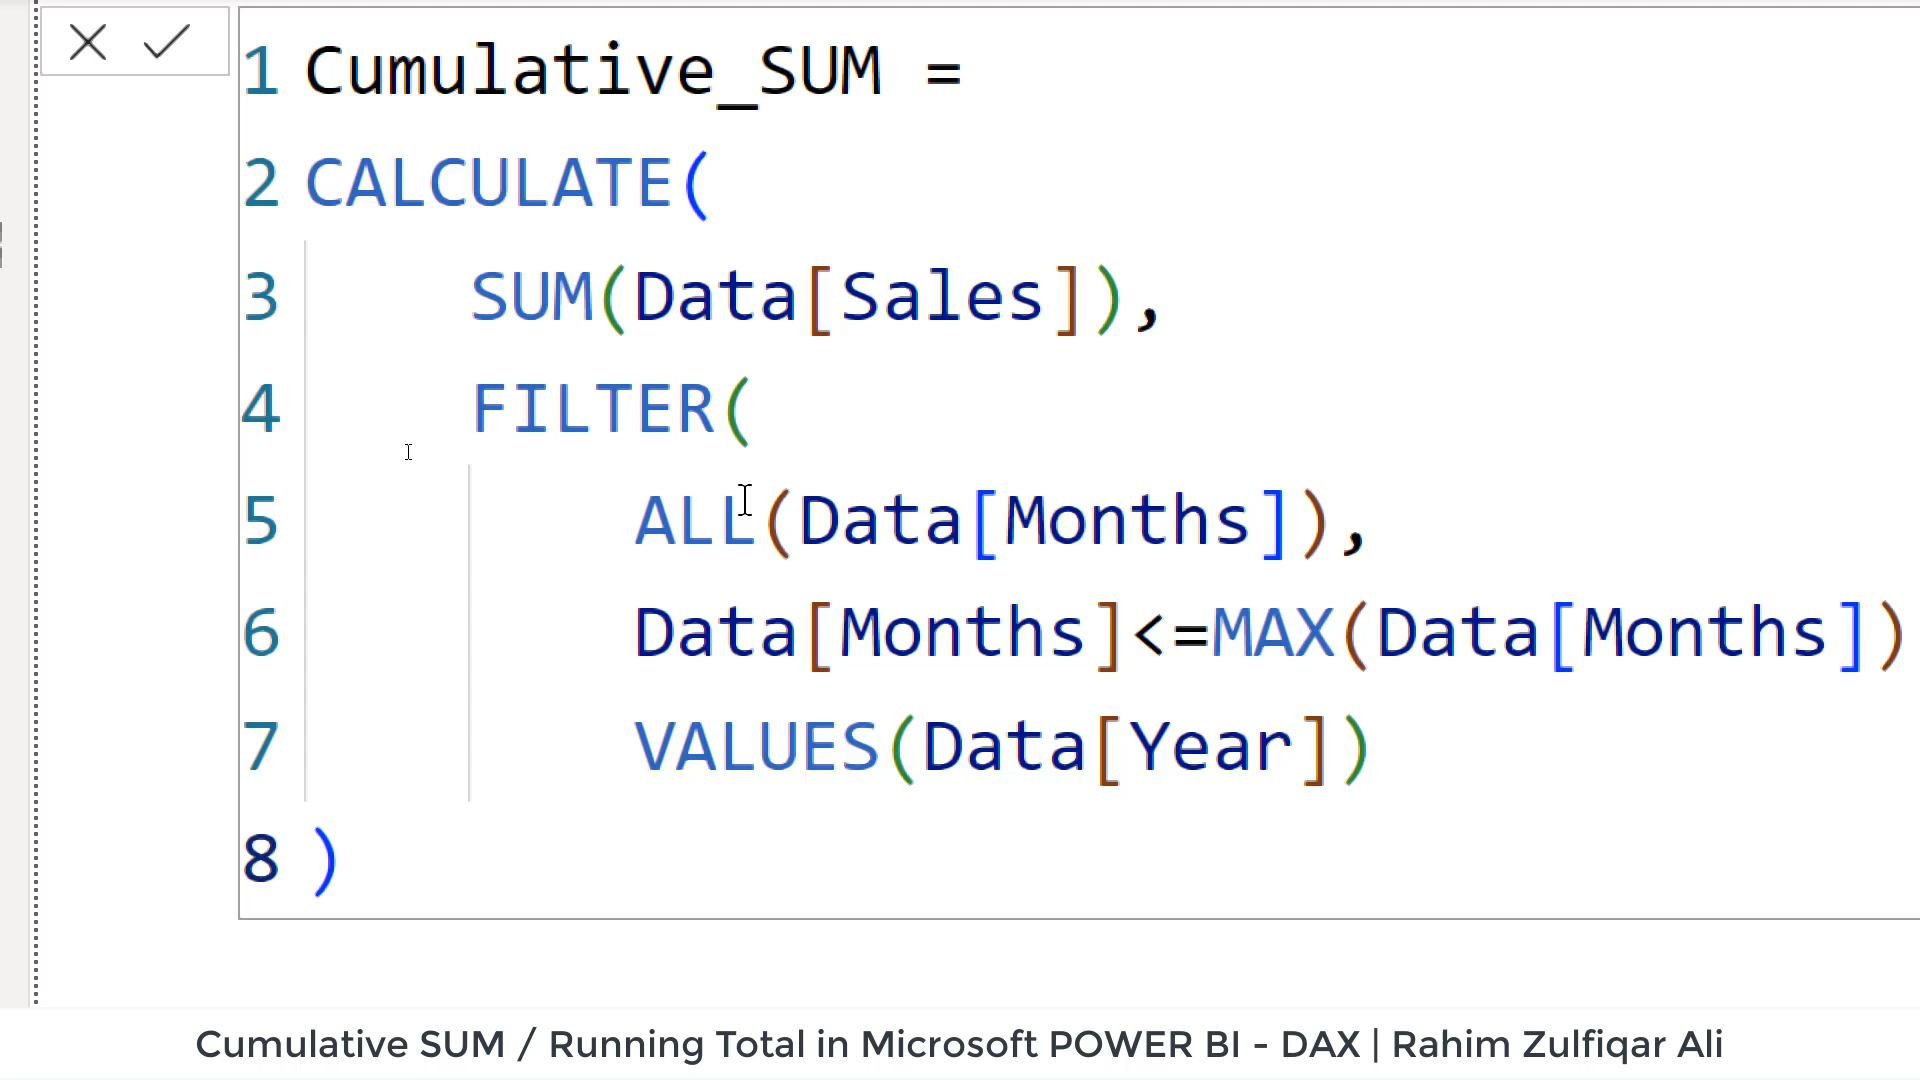 1 Cumulative_SUM =
2 CALCULATE(
3 SUM(Data[Sales]),
4 FILTER(
5 ALL(Data[Months]),
6 Data[Months]<=MAX(Data[Months])
7 VALUES(Data[Year])
8 )
Cumulative SUM / Running Total in Microsoft POWER BI - DAX | Rahim Zulfiqar Ali